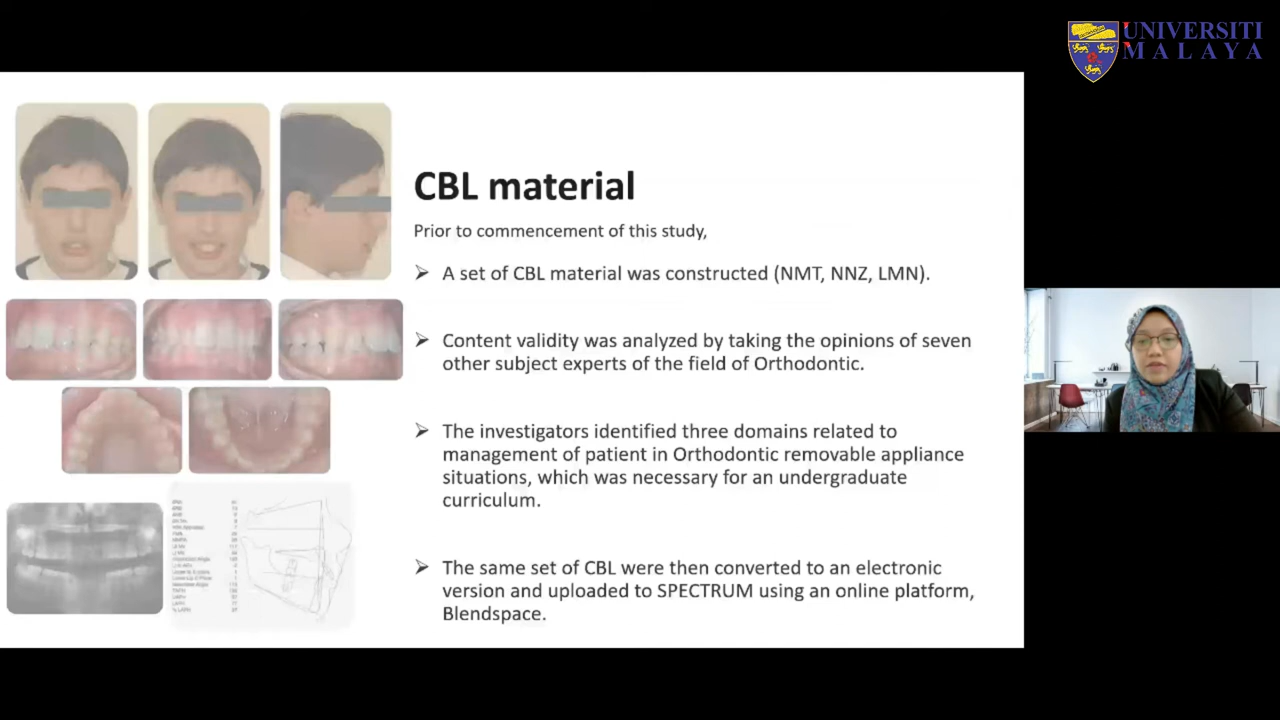 UNIVERSITI
MALAYA
CBL material
Prior to commencement of this study,
➢ A set of CBL material was constructed (NMT, NNZ, LMN).
➢ Content validity was analyzed by taking the opinions of seven
other subject experts of the field of Orthodontic.
➢ The investigators identified three domains related to
management of patient in Orthodontic removable appliance
situations, which was necessary for an undergraduate
curriculum.
➢ The same set of CBL were then converted to an electronic
version and uploaded to SPECTRUM using an online platform,
Blendspace.